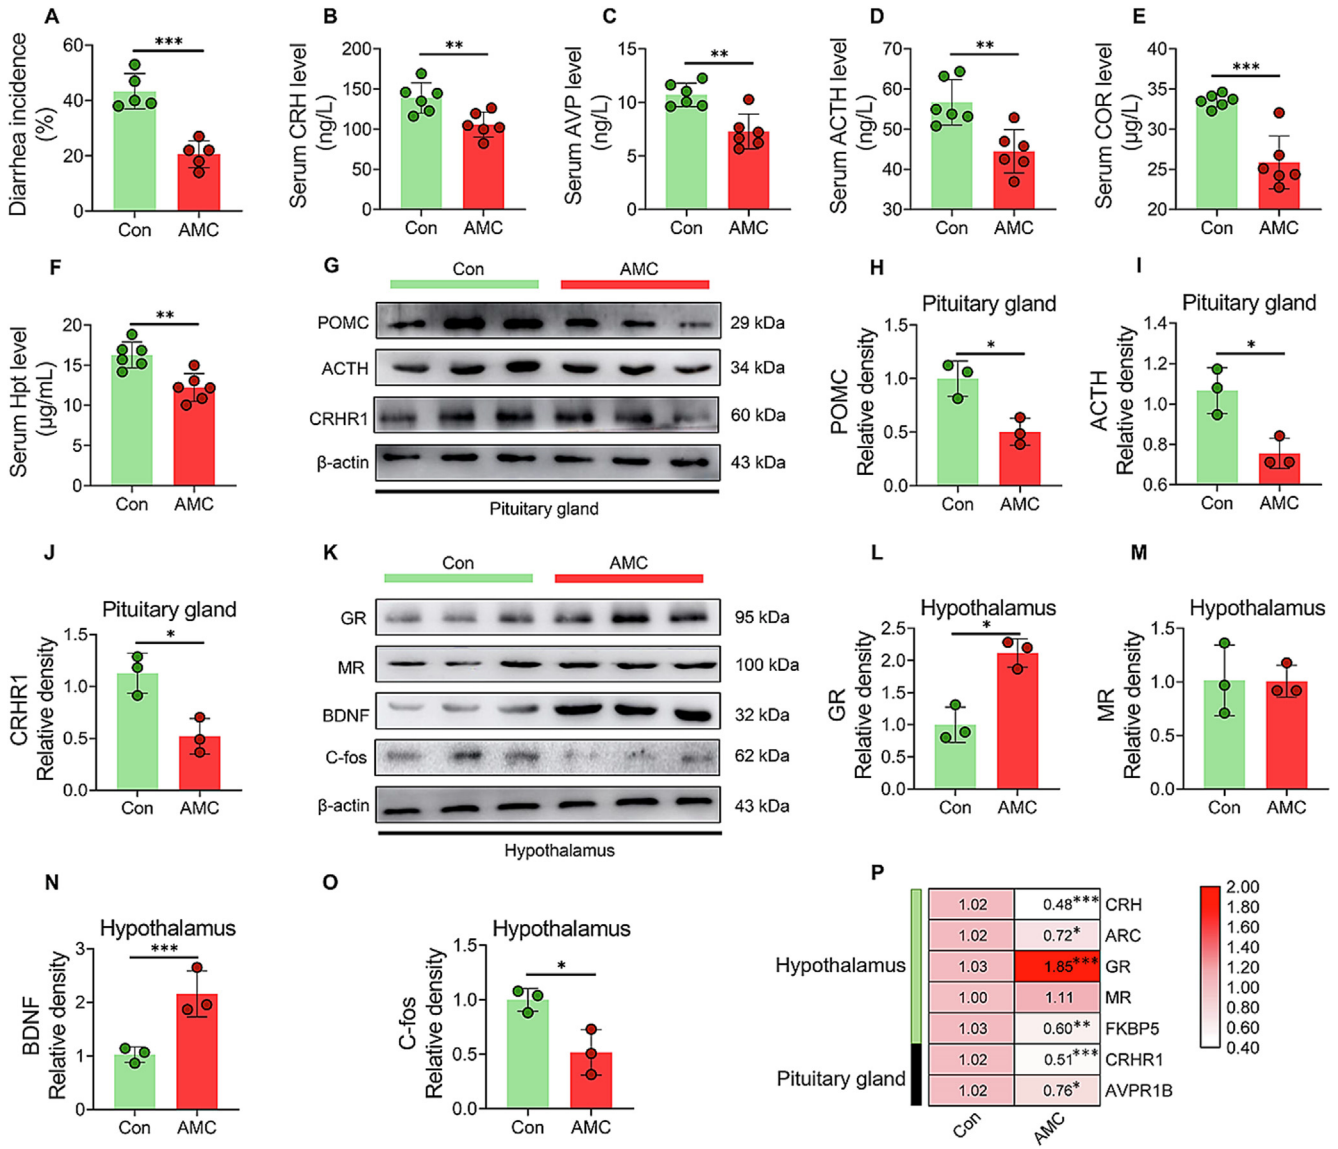 A
Diarrhea incidence
(%)
60
40
20
0
***
Con
AMC
B
Serum CRH level
(ng/L)
200
150
100
50
0
**
Con
AMC
C
Serum AVP level
(ng/L)
15
10
5
0
**
Con
AMC
D
Serum ACTH level
(ng/L)
70
60
50
40
30
**
Con
AMC
E
Serum COR level
(µg/L)
40
35
30
25
20
***
Con
AMC
F
Serum Hpt level
(µg/mL)
20
15
10
5
0
**
Con
AMC
G
Con
AMC
POMC
29 kDa
ACTH
34 kDa
CRHR1
60 kDa
β-actin
43 kDa
Pituitary gland
H
Pituitary gland
POMC
Relative density
1.5
1.0
0.5
0.0
*
Con
AMC
I
Pituitary gland
ACTH
Relative density
1.4
1.2
1.0
0.8
0.6
*
Con
AMC
J
Pituitary gland
CRHR1
Relative density
1.5
1.0
0.5
0.0
*
Con
AMC
K
Con
AMC
GR
95 kDa
MR
100 kDa
BDNF
32 kDa
C-fos
62 kDa
β-actin
43 kDa
Hypothalamus
L
Hypothalamus
GR
Relative density
2.5
2.0
1.5
1.0
0.5
0.0
*
Con
AMC
M
Hypothalamus
MR
Relative density
1.5
1.0
0.5
0.0
Con
AMC
N
Hypothalamus
BDNF
Relative density
3
2
1
0
***
Con
AMC
O
Hypothalamus
C-fos
Relative density
1.5
1.0
0.5
0.0
*
Con
AMC
P
Hypothalamus
Pituitary gland
1.02 0.48*** CRH
1.02 0.72* ARC
1.03 1.85*** GR
1.00 1.11 MR
1.03 0.60** FKBP5
1.02 0.51*** CRHR1
1.02 0.76* AVPR1B
Con
AMC
2.00
1.80
1.60
1.40
1.20
1.00
0.80
0.60
0.40